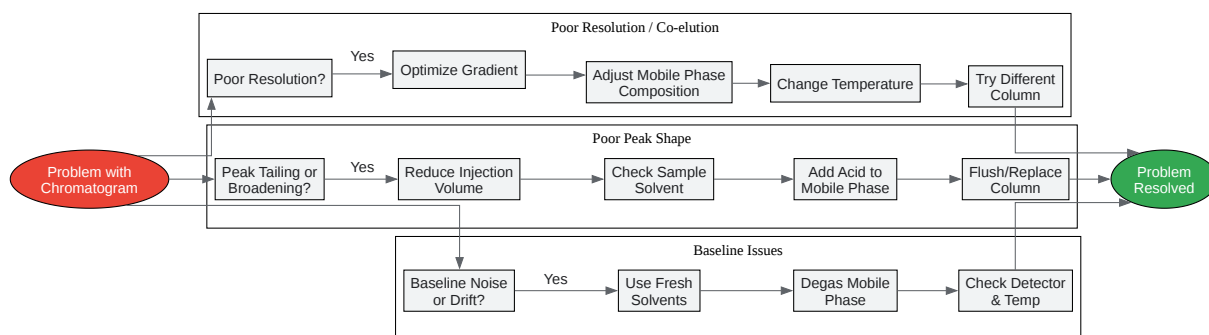 Poor Resolution / Co-elution
Poor Resolution?
Yes
Optimize Gradient
Adjust Mobile Phase
Composition
Change Temperature
Try Different
Column
Problem with
Chromatogram
Poor Peak Shape
Peak Tailing or
Broadening?
Yes
Reduce Injection
Volume
Check Sample
Solvent
Add Acid to
Mobile Phase
Flush/Replace
Column
Problem
Resolved
Baseline Issues
Baseline Noise
or Drift?
Yes
Use Fresh
Solvents
Degas Mobile
Phase
Check Detector
& Temp